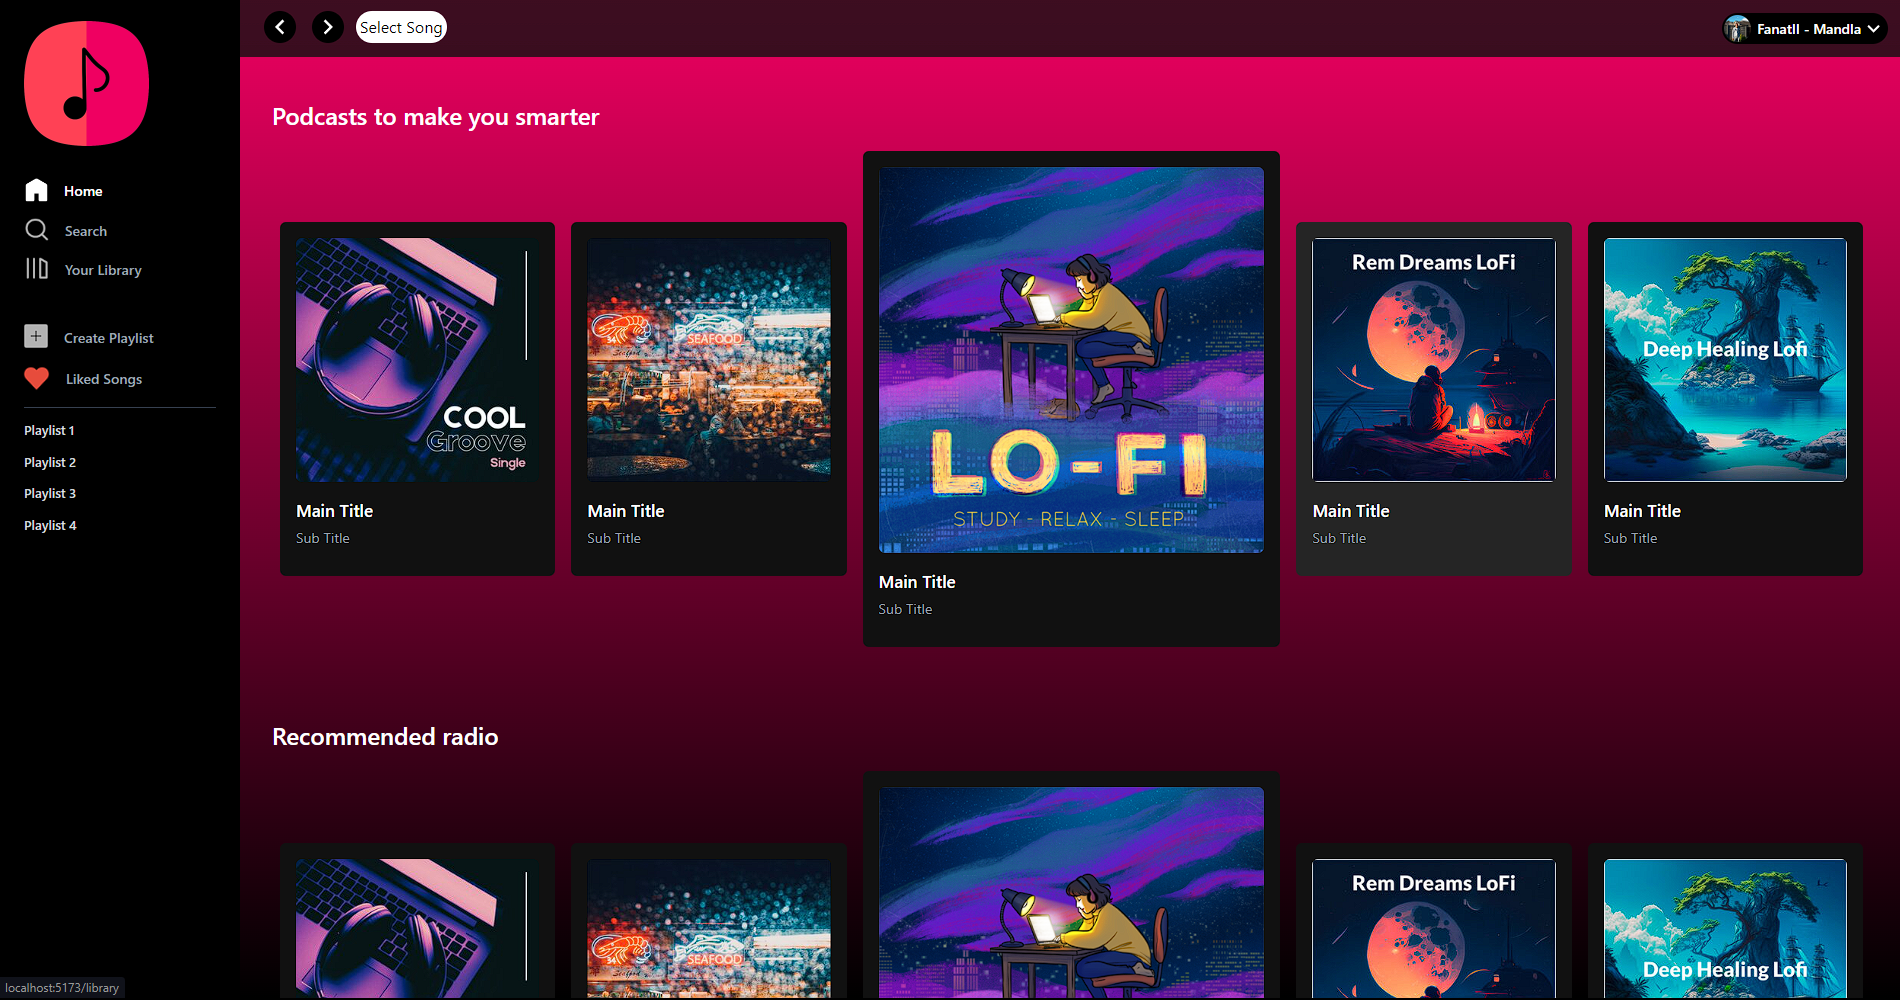 Select Song
Fanatll - Mandla
Home
Search
Your Library
Create Playlist
Liked Songs
Playlist 1
Playlist 2
Playlist 3
Playlist 4
Podcasts to make you smarter
COOL
Groove
Single
Main Title
Sub Title
Seafood
SEAFOOD
Main Title
Sub Title
LO-FI
STUDY - RELAX - SLEEP
Main Title
Sub Title
Rem Dreams LoFi
Main Title
Sub Title
Deep Healing Lofi
Main Title
Sub Title
Recommended radio
Seafood
SEAFOOD
Rem Dreams LoFi
Deep Healing Lofi
localhost:5173/library